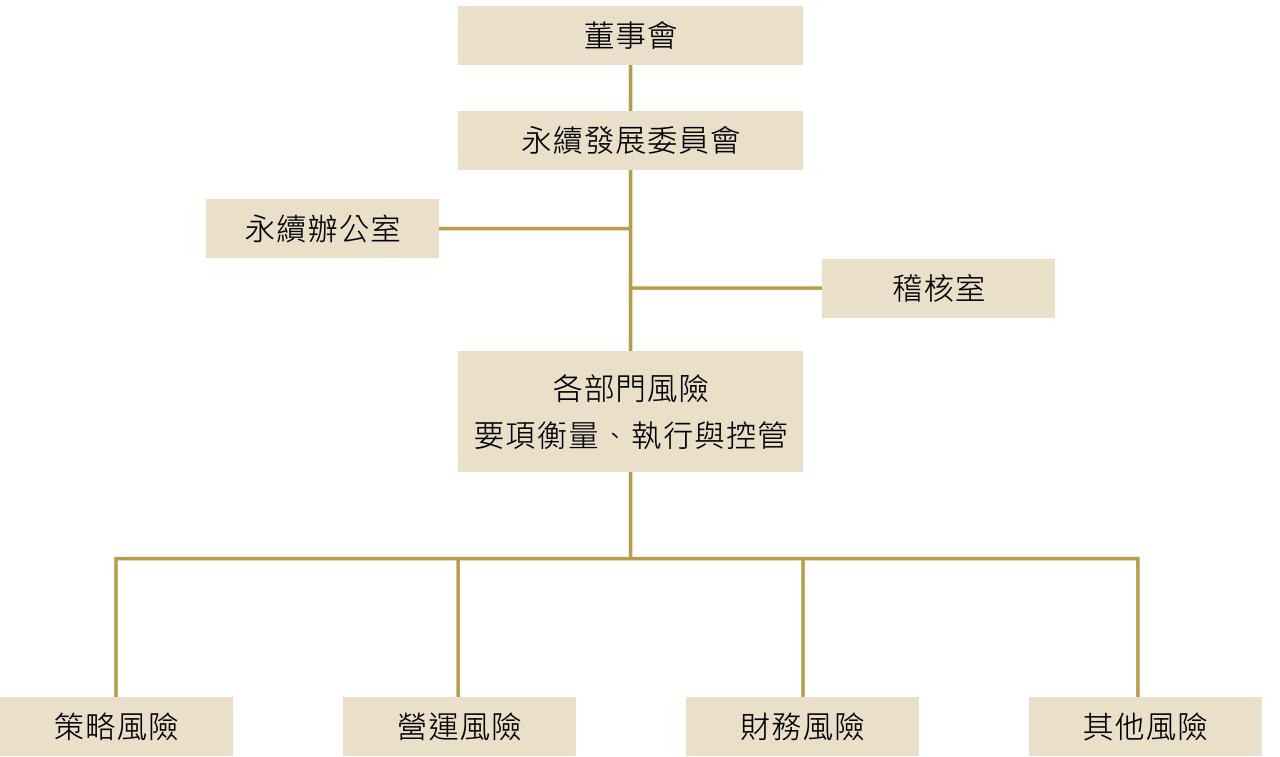 董事會
永續發展委員會
永續辦公室
稽核室
各部門風險
要項衡量、執行與控管
策略風險
營運風險
財務風險
其他風險